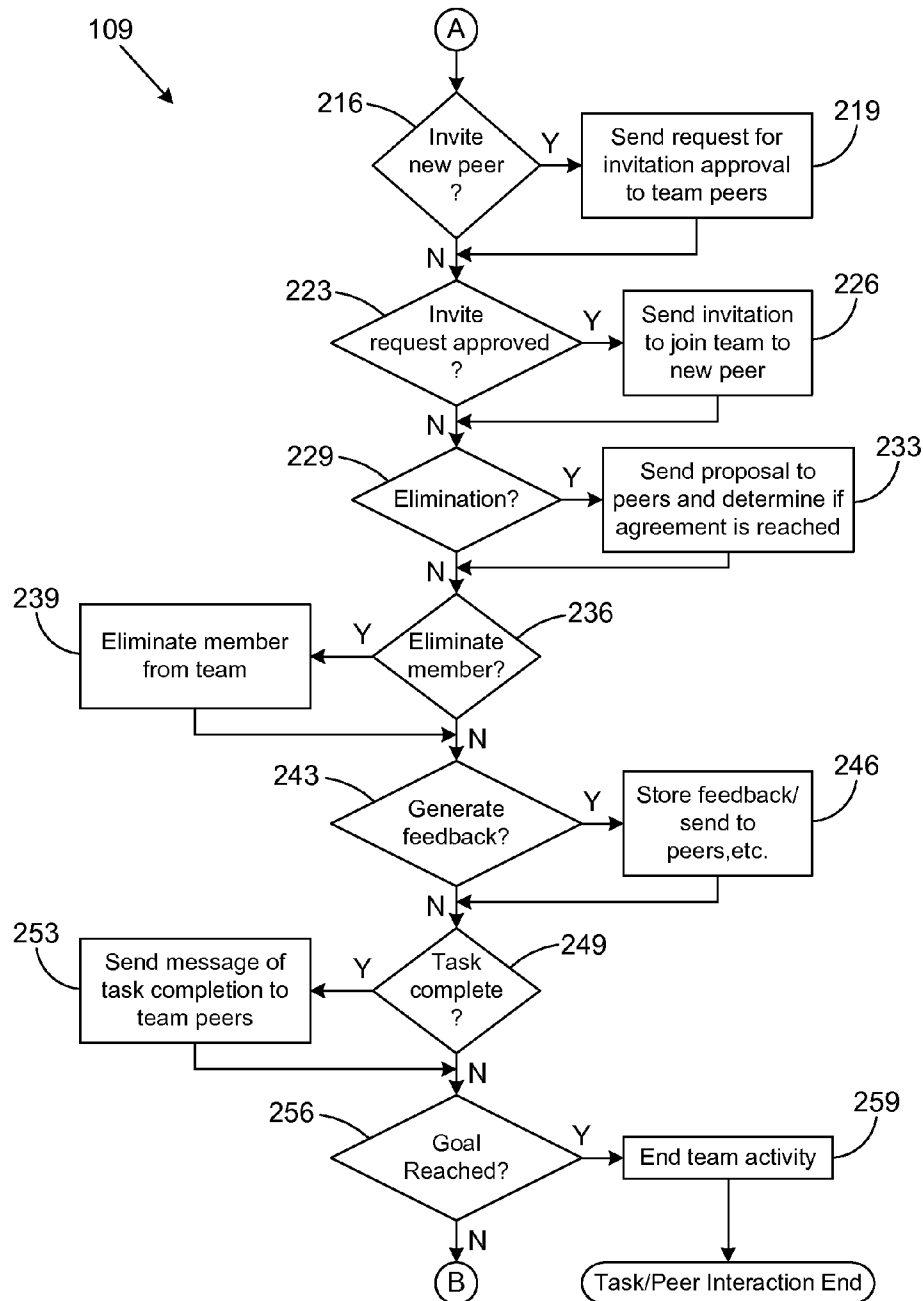 109
A
216
Invite
new peer
?
Y
Send request for
invitation approval
to team peers
219
N
223
Invite
request approved
?
Y
Send invitation
to join team to
new peer
226
N
229
Elimination?
Y
Send proposal to
peers and determine if
agreement is reached
233
N
239
Eliminate member
from team
Y
Eliminate
member?
236
N
243
Generate
feedback?
Y
Store feedback/
send to
peers,etc.
246
N
253
Send message of
task completion to
team peers
Y
Task
complete
?
249
N
256
Goal
Reached?
Y
End team activity
259
N
B
Task/Peer Interaction End